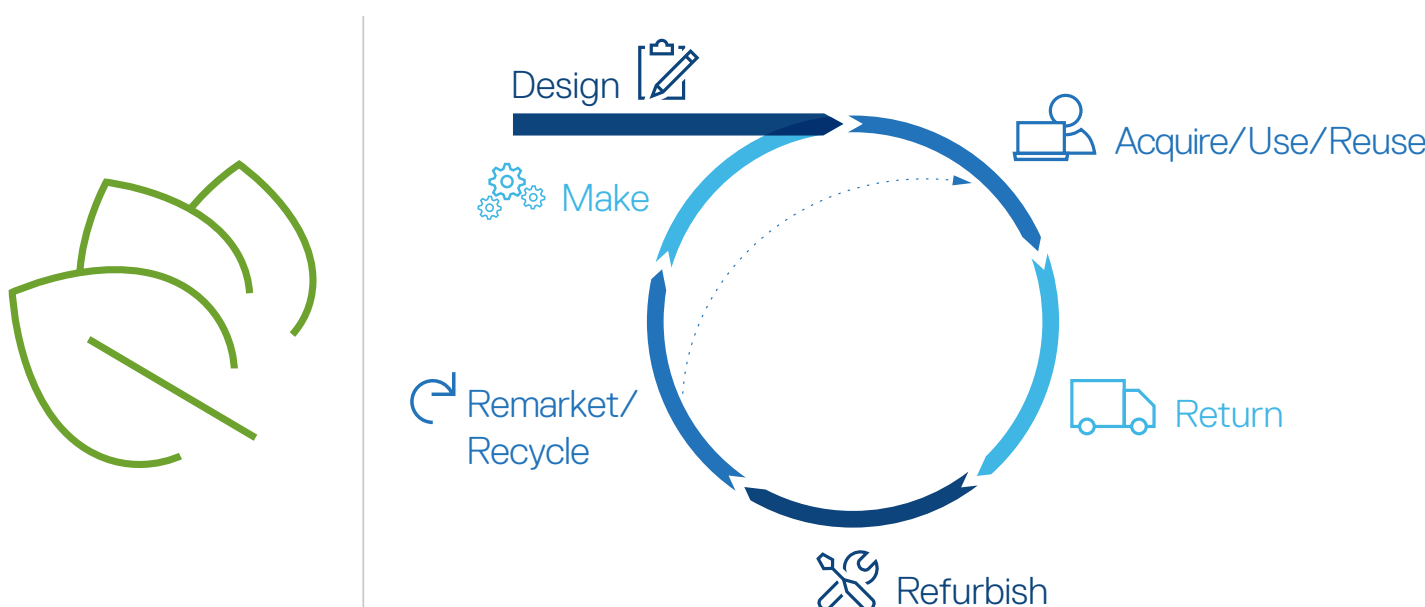 Design
Acquire/Use/Reuse
Make
Remarket/
Recycle
Return
Refurbish